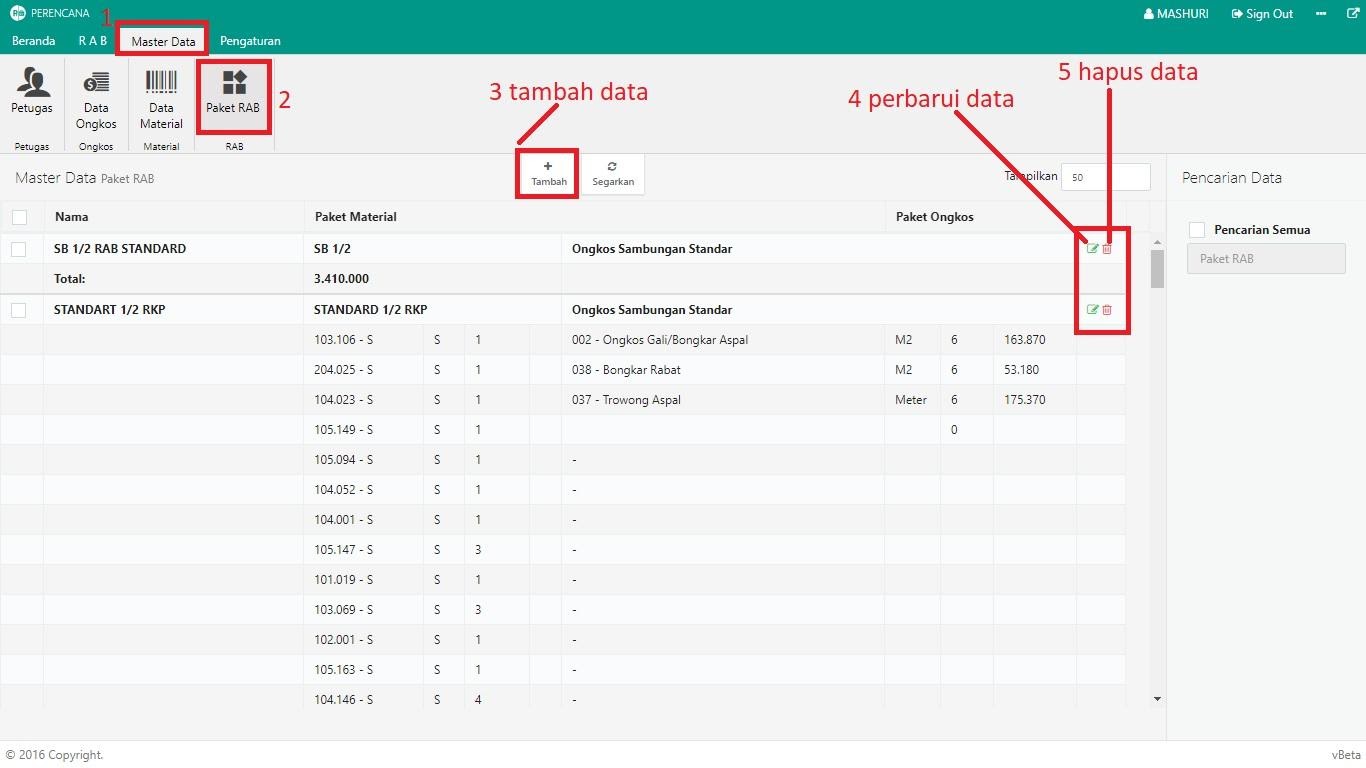 PERENCANA
1
MASHURI Sign Out
Beranda R A B Master Data Pengaturan
Petugas
Data Ongkos
Data Material
Paket RAB
2
3 tambah data
4 perbarui data
5 hapus data
Petugas Ongkos Material RAB
Master Data Paket RAB
Tambah
Segarkan
Tampilkan 50
Pencarian Data
Nama Paket Material Paket Ongkos
Pencarian Semua
Paket RAB
SB 1/2 RAB STANDARD SB 1/2 Ongkos Sambungan Standar
Total: 3.410.000
STANDART 1/2 RKP STANDARD 1/2 RKP Ongkos Sambungan Standar
103.106 - S S 1 002 - Ongkos Gali/Bongkar Aspal M2 6 163.870
204.025 - S S 1 038 - Bongkar Rabat M2 6 53.180
104.023 - S S 1 037 - Trowong Aspal Meter 6 175.370
105.149 - S S 1 0
105.094 - S S 1 -
104.052 - S S 1 -
104.001 - S S 1 -
105.147 - S S 3 -
101.019 - S S 1 -
103.069 - S S 3 -
102.001 - S S 1 -
105.163 - S S 1 -
104.146 - S S 4 -
© 2016 Copyright. vBeta